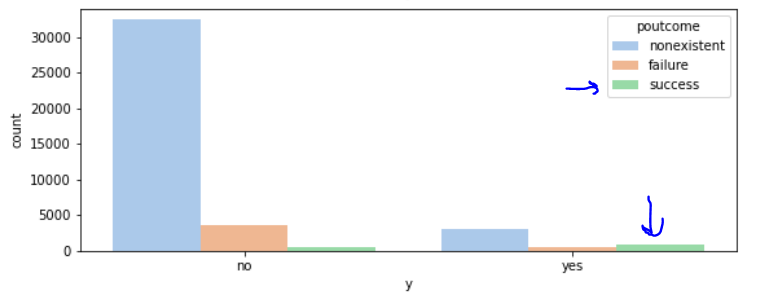 poutcome
nonexistent
failure
success
30000
25000
20000
15000
10000
5000
0
count
no
yes
y